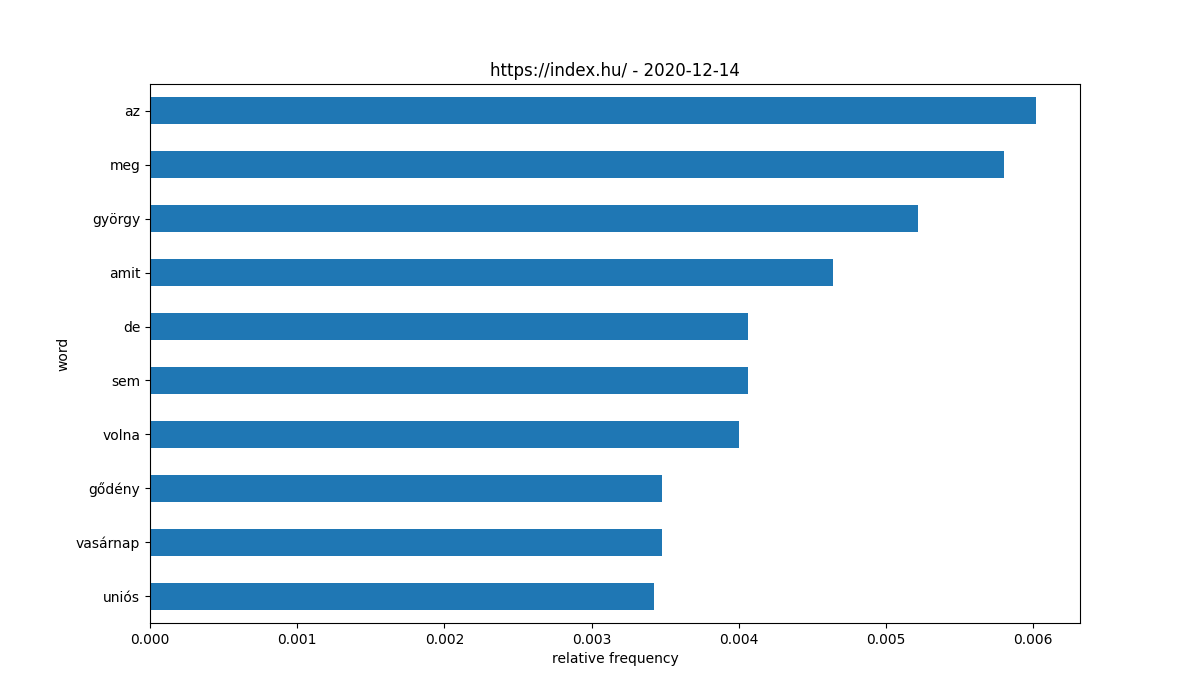 https://index.hu/ - 2020-12-14
az
meg
györgy
amit
de
sem
volna
gődény
vasárnap
uniós
word
0.000 0.001 0.002 0.003 0.004 0.005 0.006
relative frequency